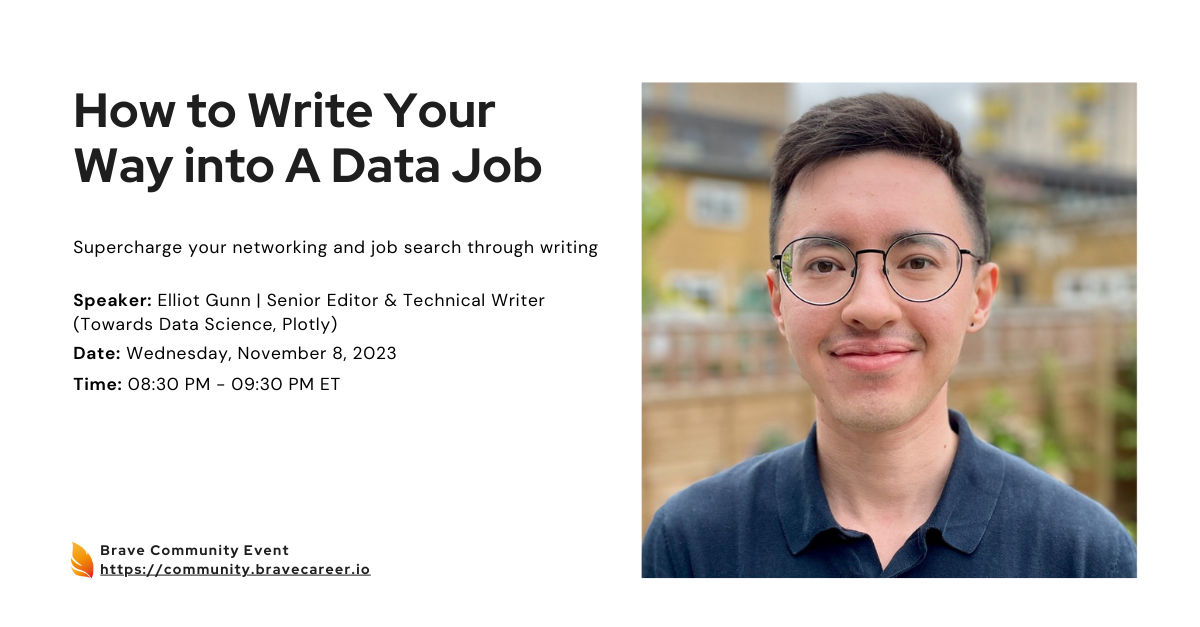 How to Write Your
Way into A Data Job
Supercharge your networking and job search through writing
Speaker: Elliot Gunn | Senior Editor & Technical Writer
(Towards Data Science, Plotly)
Date: Wednesday, November 8, 2023
Time: 08:30 PM – 09:30 PM ET
Brave Community Event
https://community.bravecareer.io